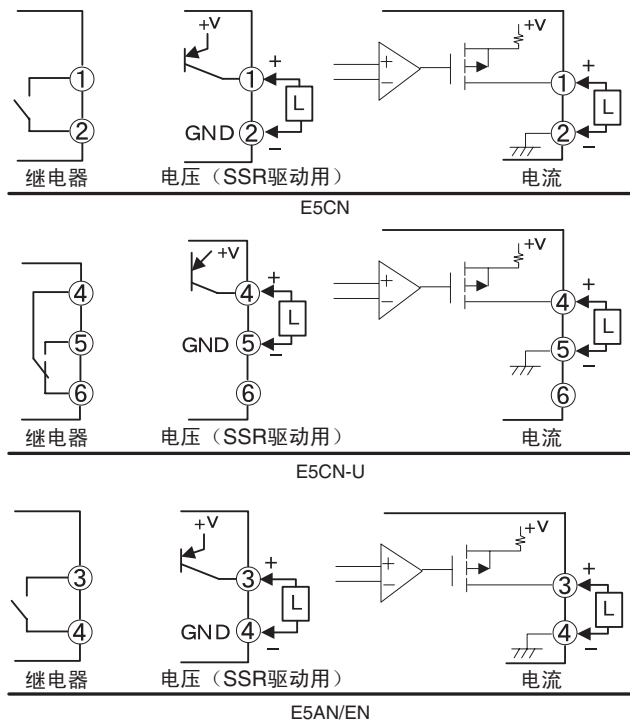 +V
+V
+
+
1
L
+
−
1
L
2
GND 2
−
2
−
继电器
电压（SSR驱动用）
电流
E5CN
+V
+V
4
+
4
L
+
−
+
4
L
5
GND 5
−
5
−
6
6
6
继电器
电压（SSR驱动用）
电流
E5CN-U
+V
+V
3
+
3
L
+
−
+
3
L
4
GND 4
−
4
−
继电器
电压（SSR驱动用）
电流
E5AN/EN